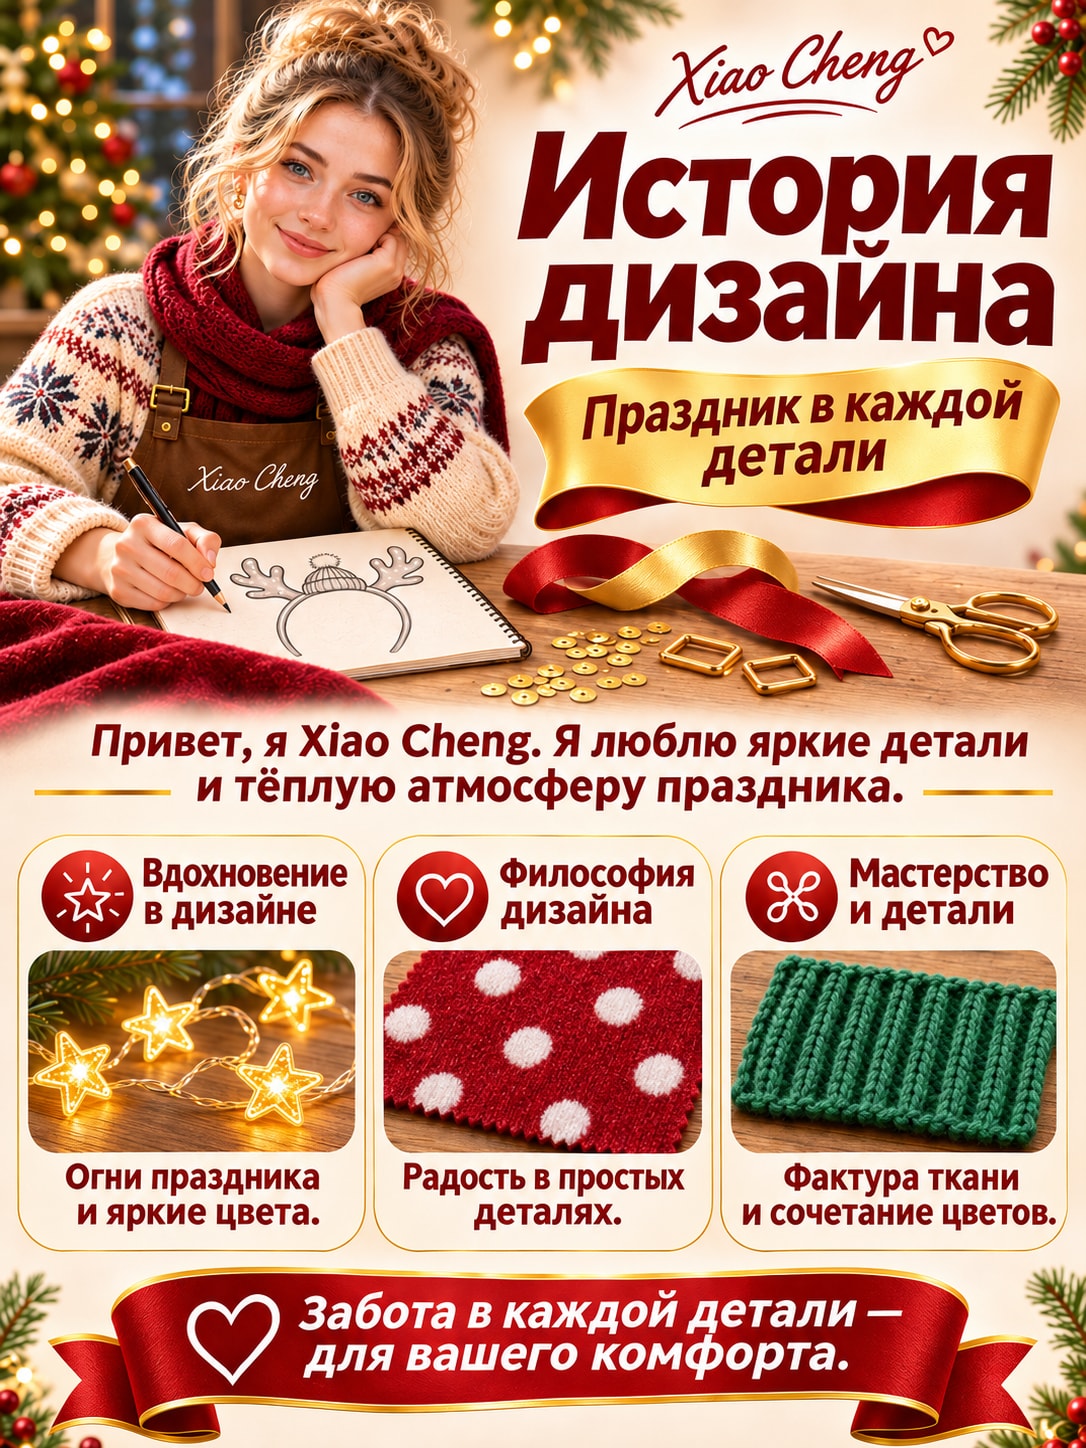 Xiao Cheng
История
дизайна
Праздник в каждой
детали
Xiao Cheng
Привет, я Xiao Cheng. Я люблю яркие детали
и тёплую атмосферу праздника.
Вдохновение
в дизайне
Огни праздника
и яркие цвета.
Философия
дизайна
Радость в простых
деталях.
Мастерство
и детали
Фактура ткани
и сочетание цветов.
Забота в каждой детали —
для вашего комфорта.